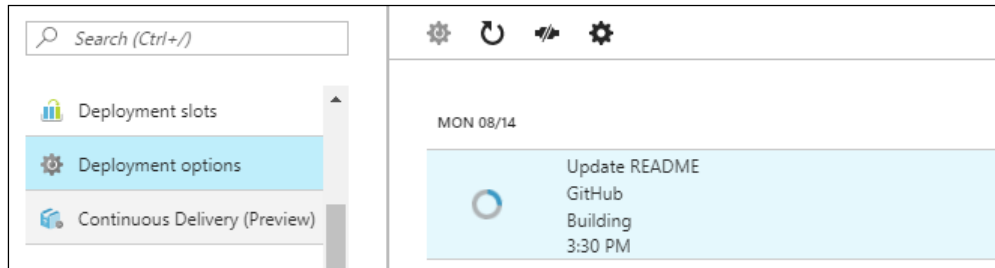 Search (Ctrl+/)
Deployment slots
Deployment options
Continuous Delivery (Preview)
MON 08/14
Update README
GitHub
Building
3:30 PM